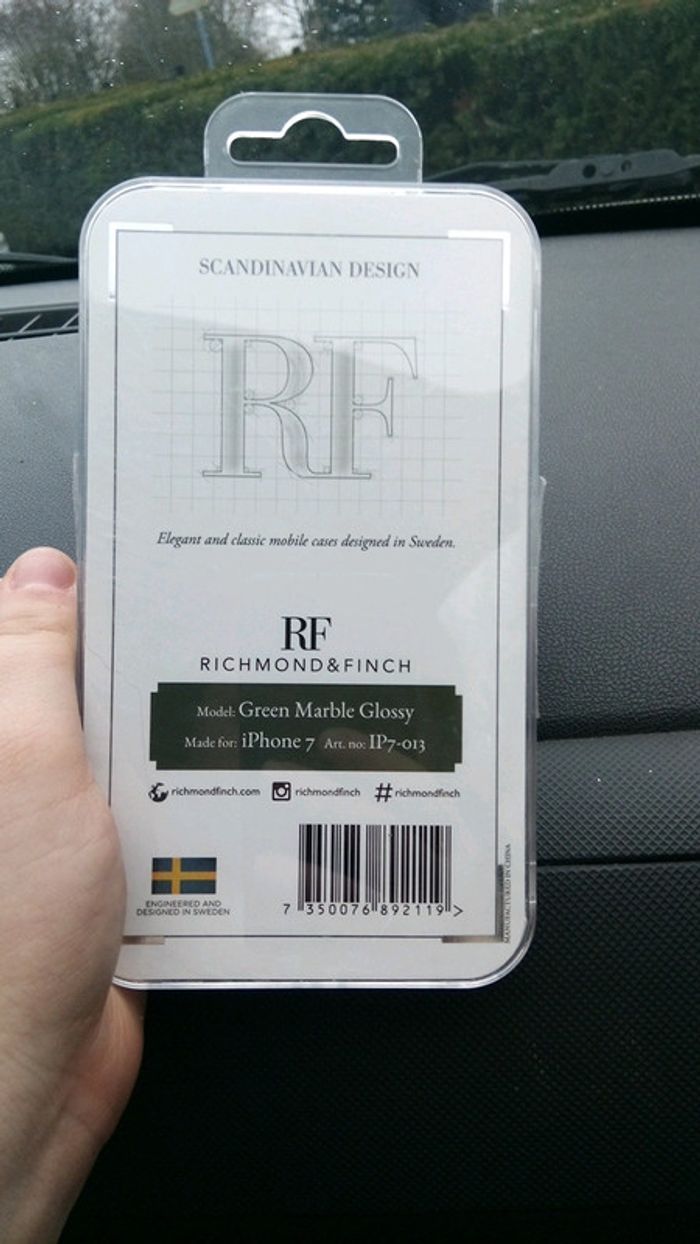 SCANDINAVIAN DESIGN
RF
Elegant and classic mobile cases designed in Sweden.
RF
RICHMOND&FINCH
Model: Green Marble Glossy
Made for: iPhone 7 Art. no: IP7-013
richmondfinch.com richmondfinch #richmondfinch
ENGINEERED AND
DESIGNED IN SWEDEN
7 350076 892119 >
MANUFACTURED IN CHINA